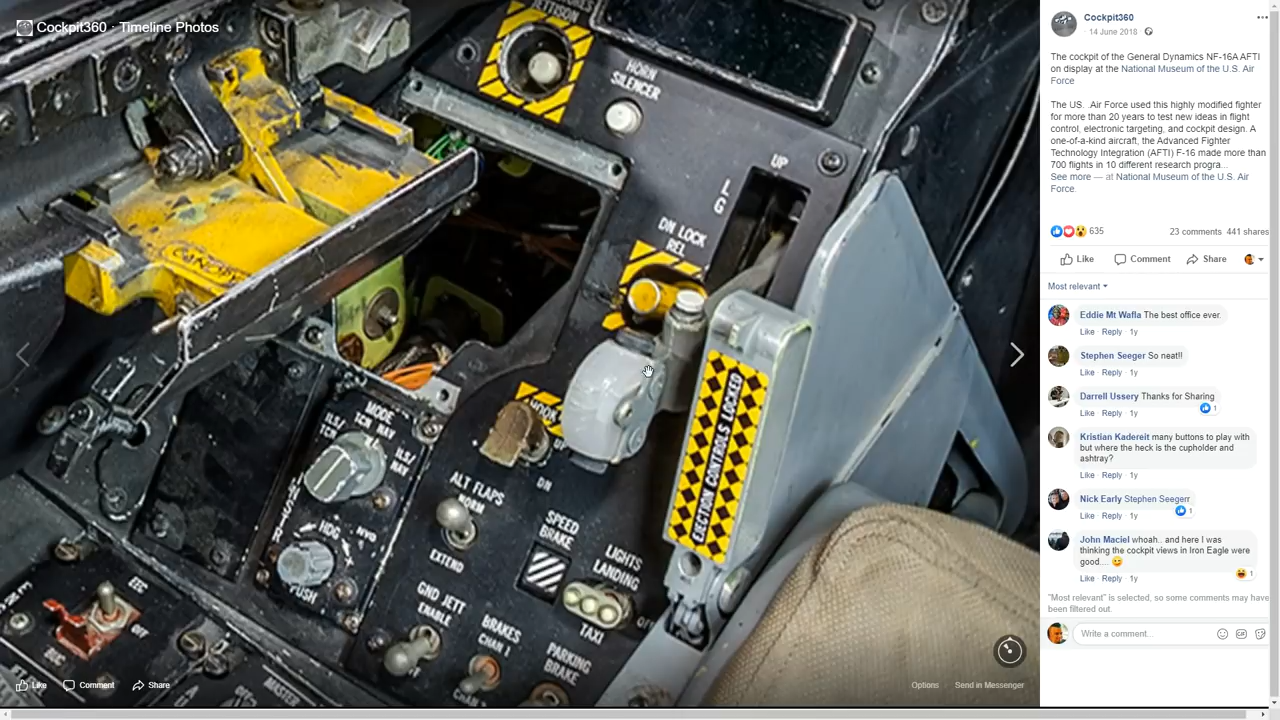 Cockpit360 · Timeline Photos
JETTISON
HORN
SILENCER
UP
L
G
DN LOCK
REL
CANOPY
MODE
TCN NAV
ILS/
TCN
ILS/
NAV
HOOK
UP
DN
ALT FLAPS
NORM
EXTEND
SPEED
BRAKE
LIGHTS
LANDING
TAXI
OFF
HDG
PUSH
GND JETT
ENABLE
BRAKES
CHAN 1
PARKING
BRAKE
EEC
OFF
EJECTION CONTROLS LOCKED
Like Comment Share
Options Send in Messenger
Cockpit360
14 June 2018 ·
The cockpit of the General Dynamics NF-16A AFTI
on display at the National Museum of the U.S. Air
Force
The US. .Air Force used this highly modified fighter
for more than 20 years to test new ideas in flight
control, electronic targeting, and cockpit design. A
one-of-a-kind aircraft, the Advanced Fighter
Technology Integration (AFTI) F-16 made more than
700 flights in 10 different research progra...
See more — at National Museum of the U.S. Air
Force.
635 23 comments 441 shares
Like Comment Share
Most relevant
Eddie Mt Wafla The best office ever.
Like · Reply · 1y
Stephen Seeger So neat!!
Like · Reply · 1y
Darrell Ussery Thanks for Sharing
1
Like · Reply · 1y
Kristian Kadereit many buttons to play with
but where the heck is the cupholder and
ashtray?
Like · Reply · 1y
Nick Early Stephen Seegerr
1
Like · Reply · 1y
John Maciel whoah.. and here I was
thinking the cockpit views in Iron Eagle were
good....
1
Like · Reply · 1y
"Most relevant" is selected, so some comments may have
been filtered out.
Write a comment...